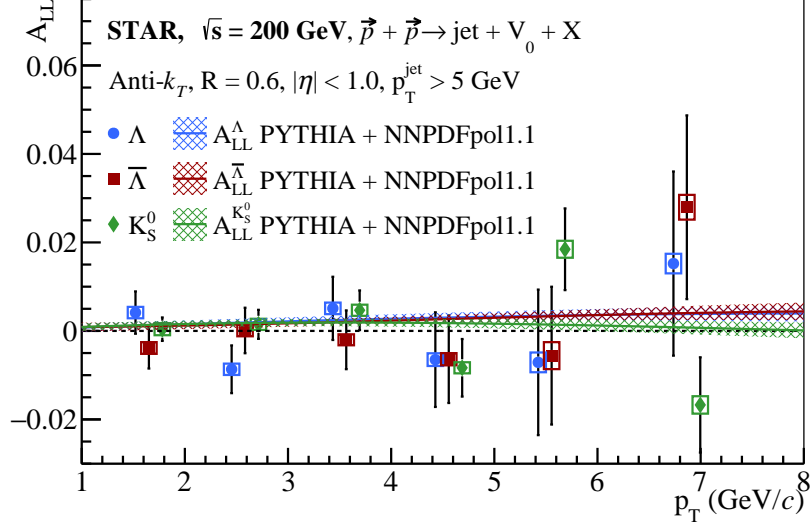 A_LL
STAR, √s = 200 GeV, p⃗ + p⃗ → jet + V₀ + X
Anti-k_T, R = 0.6, |η| < 1.0, p_T^jet > 5 GeV
Λ A_LL^Λ PYTHIA + NNPDFpol1.1
Λ̅ A_LL^Λ̅ PYTHIA + NNPDFpol1.1
K_S^0 A_LL^{K_S^0} PYTHIA + NNPDFpol1.1
0.06
0.04
0.02
0
−0.02
1 2 3 4 5 6 7 8
p_T (GeV/c)